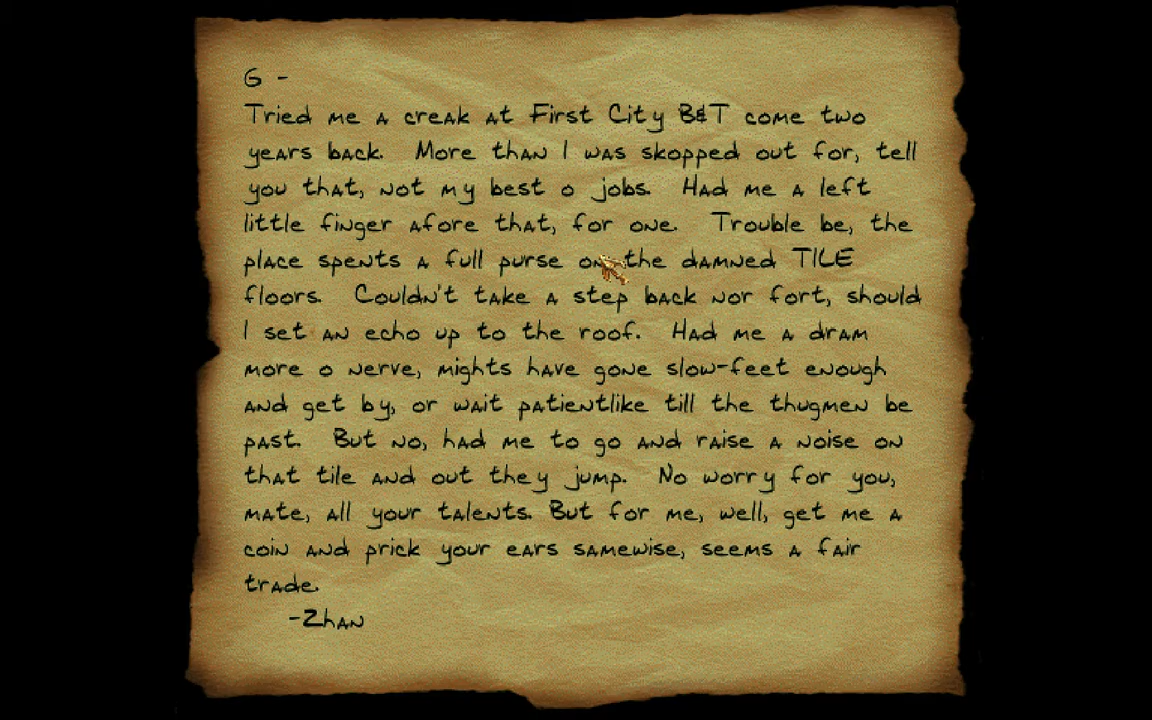 G -
Tried me a creak at First City B&T come two
years back. More than I was skopped out for, tell
you that, not my best o jobs. Had me a left
little finger afore that, for one. Trouble be, the
place spents a full purse on the damned TILE
floors. Couldn't take a step back nor fort, should
I set an echo up to the roof. Had me a dram
more o nerve, mights have gone slow-feet enough
and get by, or wait patientlike till the thugmen be
past. But no, had me to go and raise a noise on
that tile and out they jump. No worry for you,
mate, all your talents. But for me, well, get me a
coin and prick your ears samewise, seems a fair
trade.
-Zhan